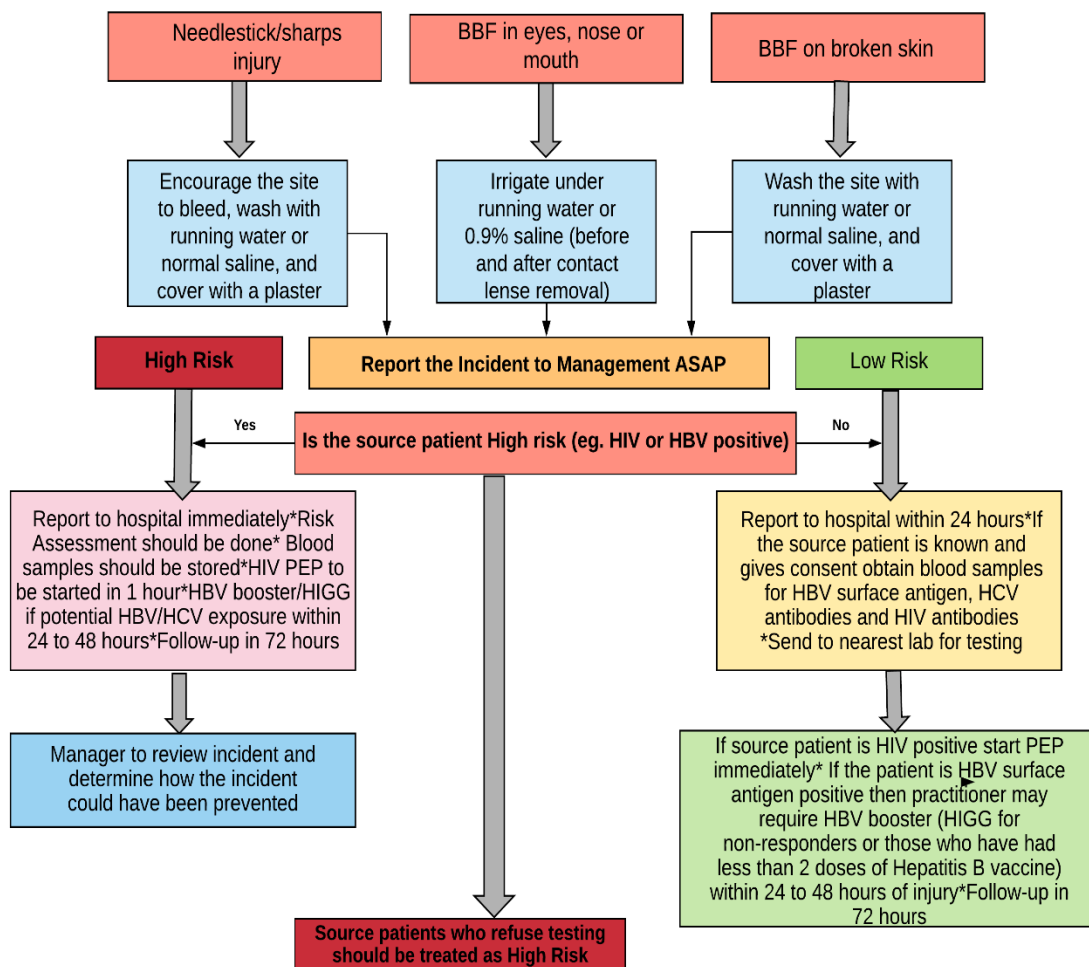 Needlestick/sharps
injury
BBF in eyes, nose or
mouth
BBF on broken skin
Encourage the site
to bleed, wash with
running water or
normal saline, and
cover with a plaster
Irrigate under
running water or
0.9% saline (before
and after contact
lense removal)
Wash the site with
running water or
normal saline, and
cover with a
plaster
High Risk
Report the Incident to Management ASAP
Low Risk
Yes
Is the source patient High risk (eg. HIV or HBV positive)
No
Report to hospital immediately*Risk
Assessment should be done* Blood
samples should be stored*HIV PEP to
be started in 1 hour*HBV booster/HIGG
if potential HBV/HCV exposure within
24 to 48 hours*Follow-up in 72 hours
Report to hospital within 24 hours*If
the source patient is known and
gives consent obtain blood samples
for HBV surface antigen, HCV
antibodies and HIV antibodies
*Send to nearest lab for testing
Manager to review incident and
determine how the incident
could have been prevented
If source patient is HIV positive start PEP
immediately* If the patient is HBV surface
antigen positive then practitioner may
require HBV booster (HIGG for
non-responders or those who have had
less than 2 doses of Hepatitis B vaccine)
within 24 to 48 hours of injury*Follow-up in
72 hours
Source patients who refuse testing
should be treated as High Risk